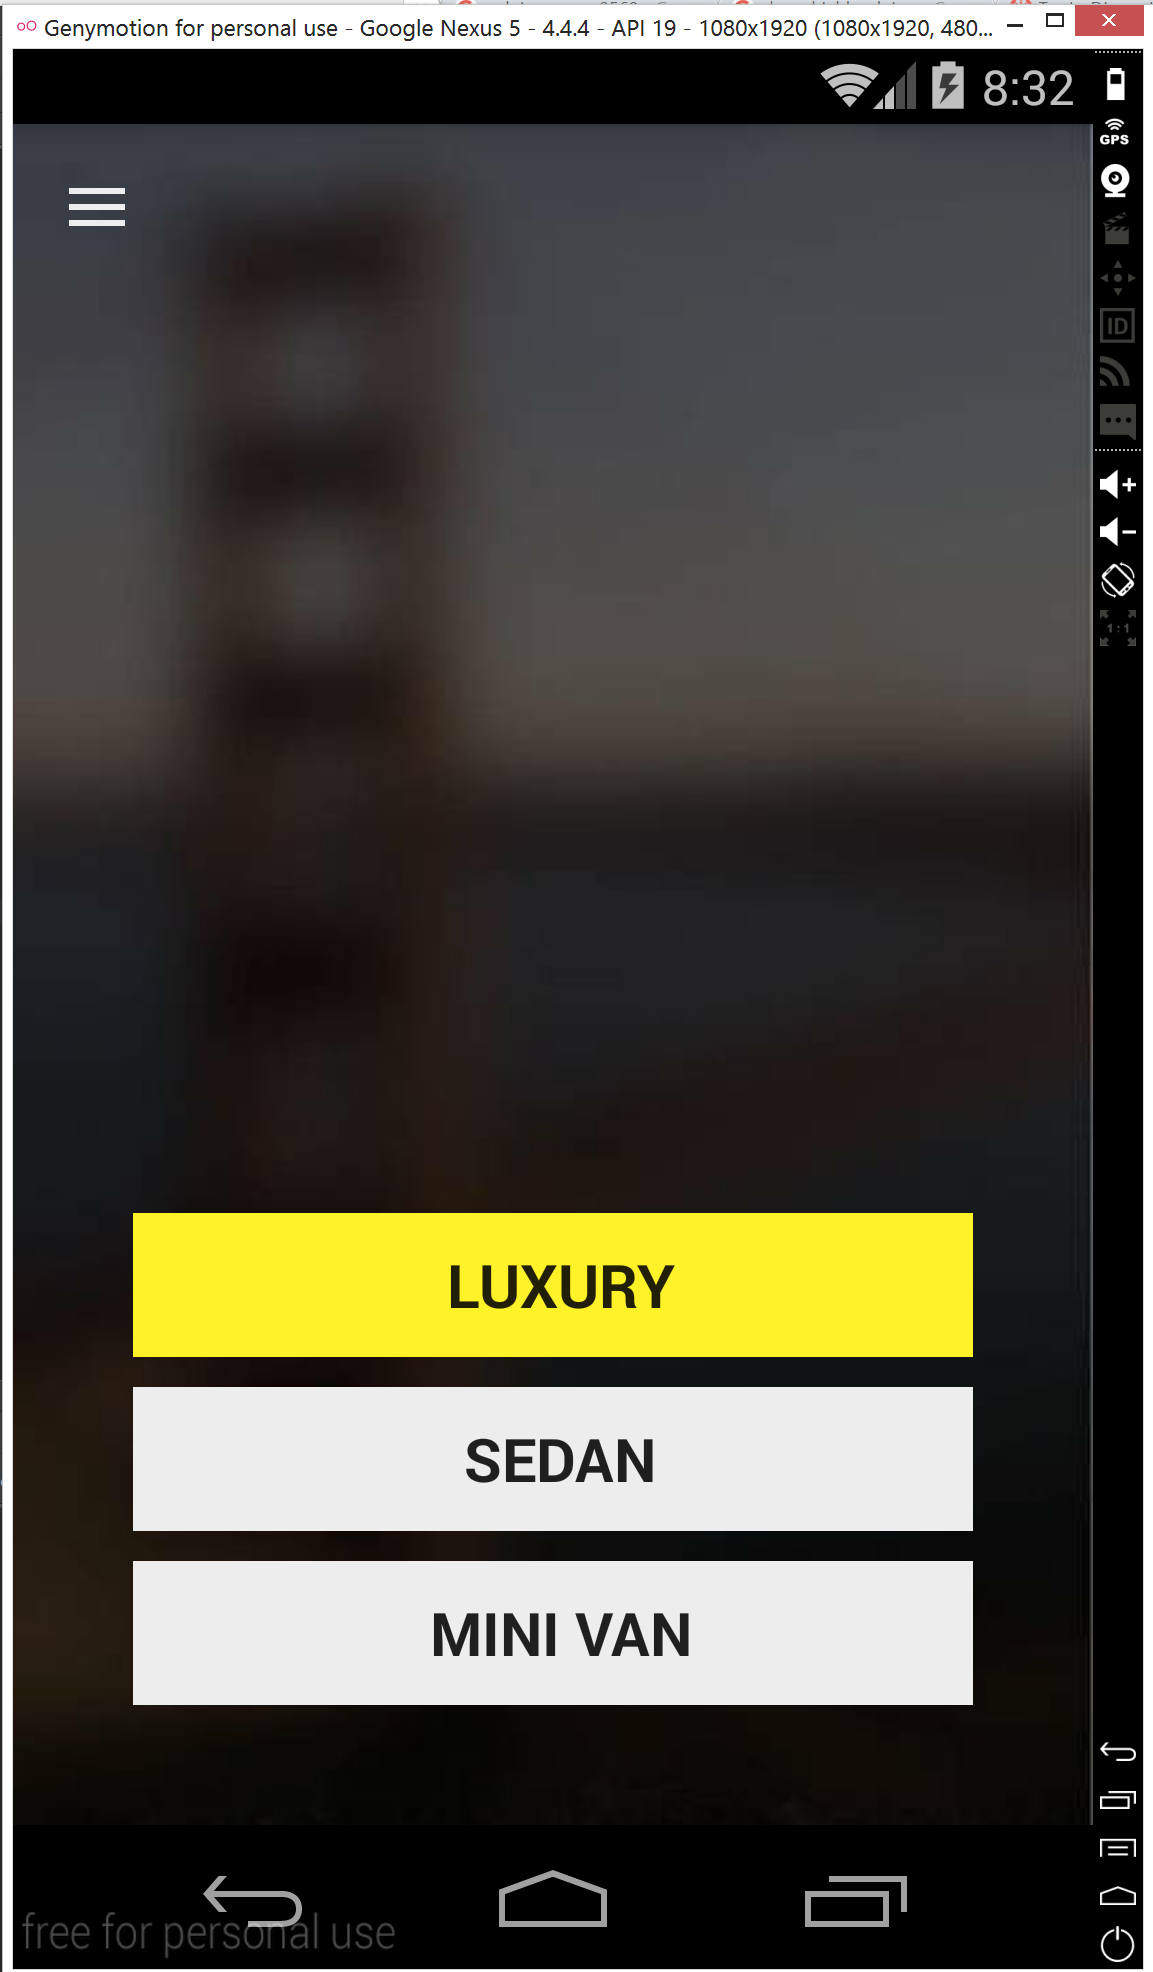 Genymotion for personal use - Google Nexus 5 - 4.4.4 - API 19 - 1080x1920 (1080x1920, 480...
8:32
GPS
ID
1:1
LUXURY
SEDAN
MINI VAN
free for personal use